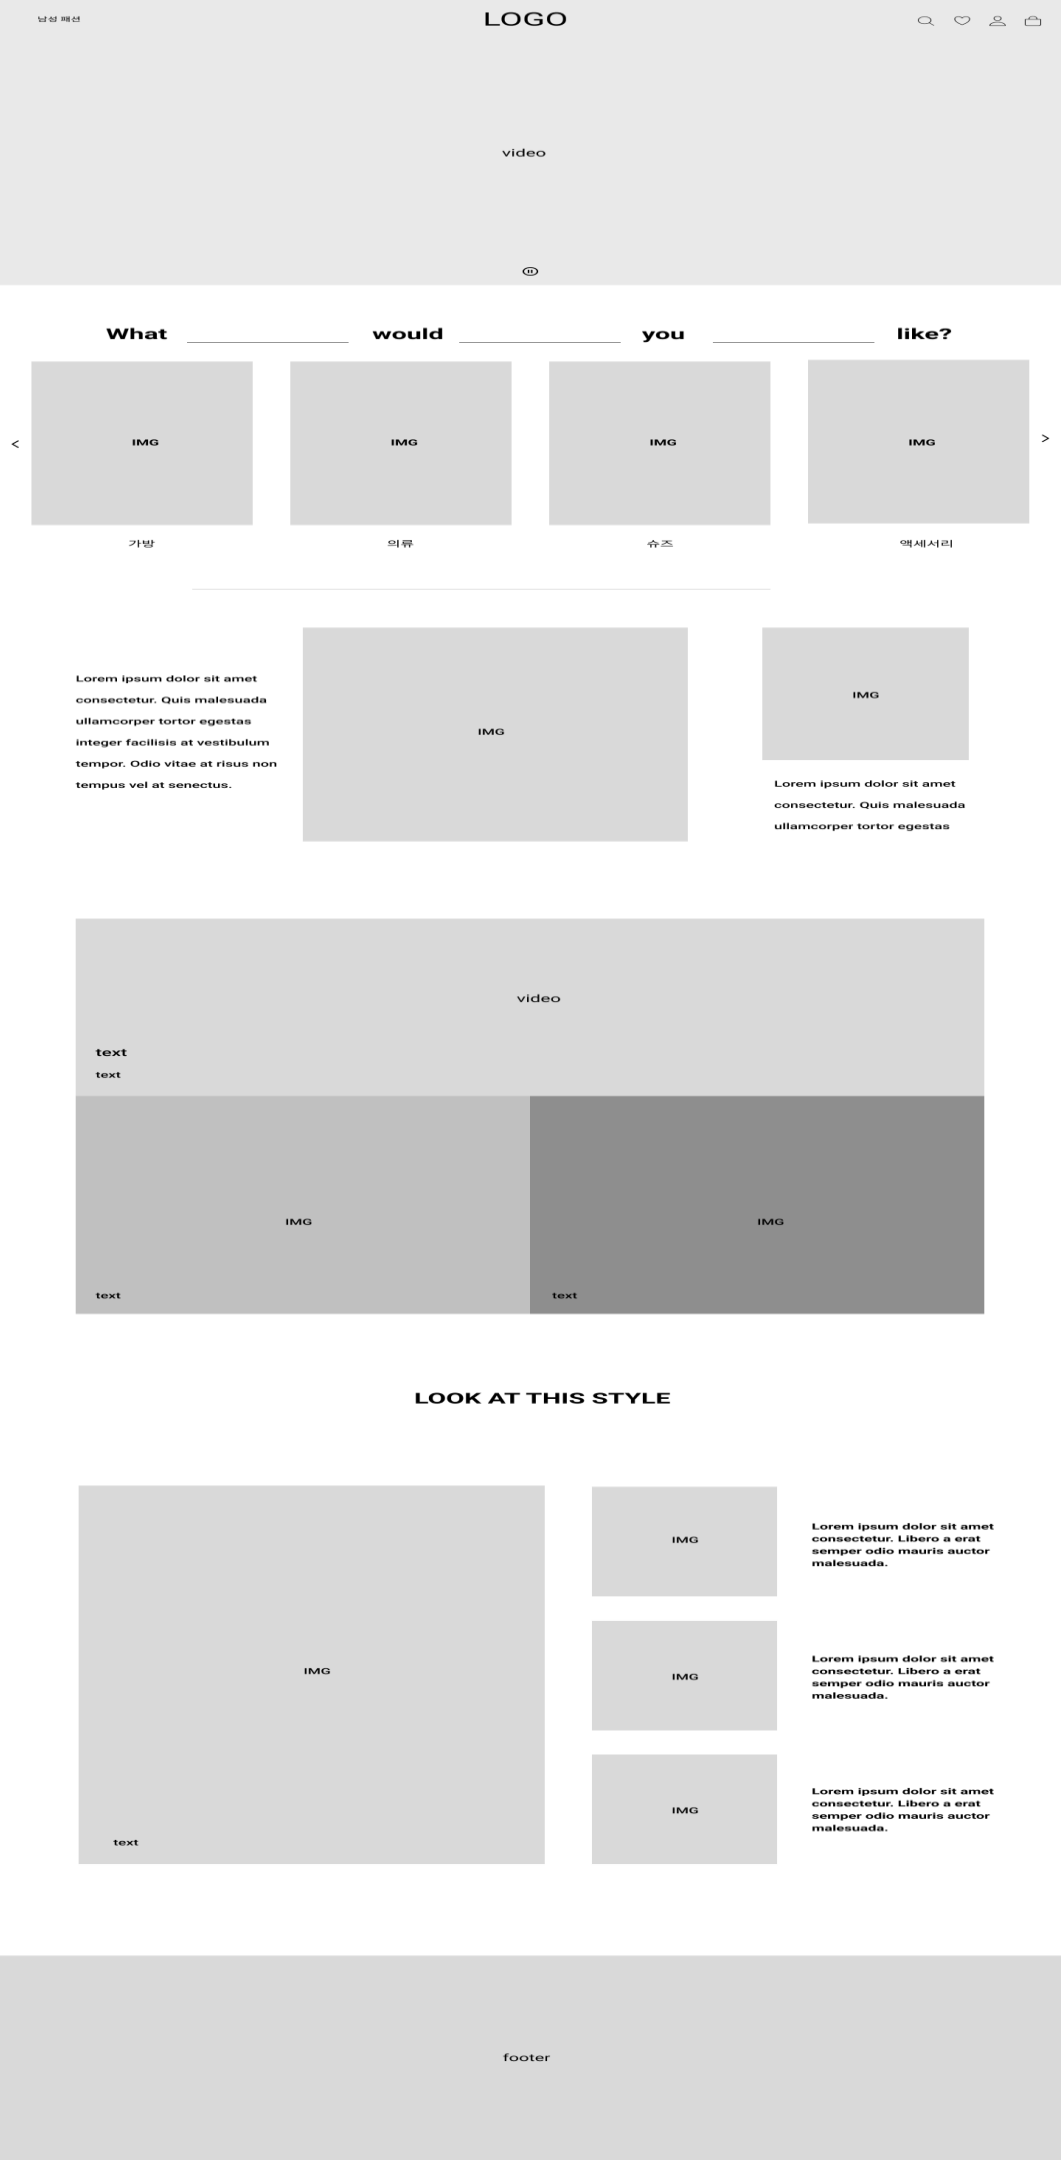 남성 패션
LOGO
video
What would you like?
IMG IMG IMG IMG
< >
가방 의류 슈즈 액세서리
Lorem ipsum dolor sit amet
consectetur. Quis malesuada
ullamcorper tortor egestas
integer facilisis at vestibulum
tempor. Odio vitae at risus non
tempus vel at senectus.
IMG
IMG
Lorem ipsum dolor sit amet
consectetur. Quis malesuada
ullamcorper tortor egestas
video
text
text
IMG
text
IMG
text
LOOK AT THIS STYLE
IMG
text
IMG
Lorem ipsum dolor sit amet
consectetur. Libero a erat
semper odio mauris auctor
malesuada.
IMG
Lorem ipsum dolor sit amet
consectetur. Libero a erat
semper odio mauris auctor
malesuada.
IMG
Lorem ipsum dolor sit amet
consectetur. Libero a erat
semper odio mauris auctor
malesuada.
footer